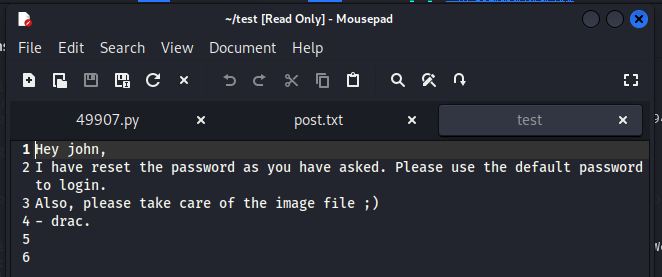 ~/test [Read Only] - Mousepad
File Edit Search View Document Help
49907.py post.txt test
1 Hey john,
2 I have reset the password as you have asked. Please use the default password
to login.
3 Also, please take care of the image file ;)
4 - drac.
5
6